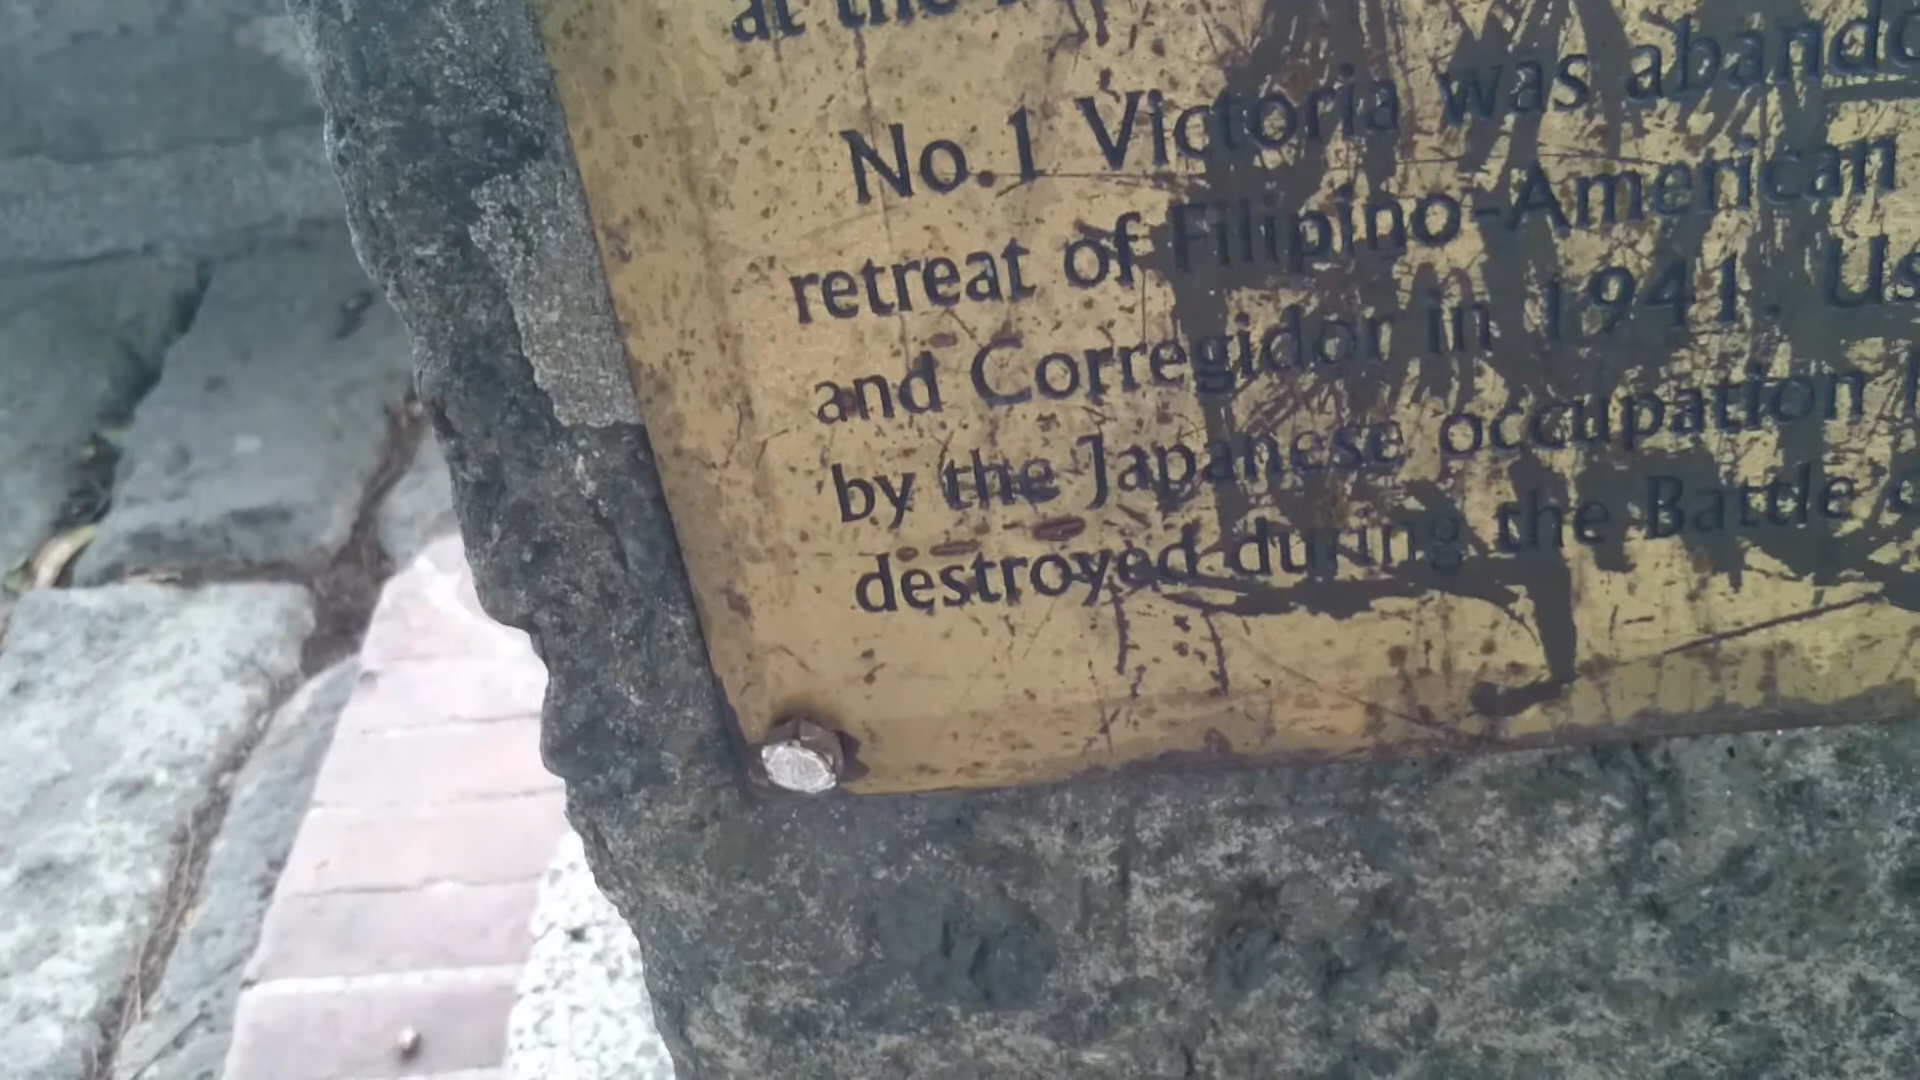 at the
No.1 Victoria was abando
retreat of Filipino-American
and Corregidor in 1941. Us
by the Japanese occupation
destroyed during the Battle